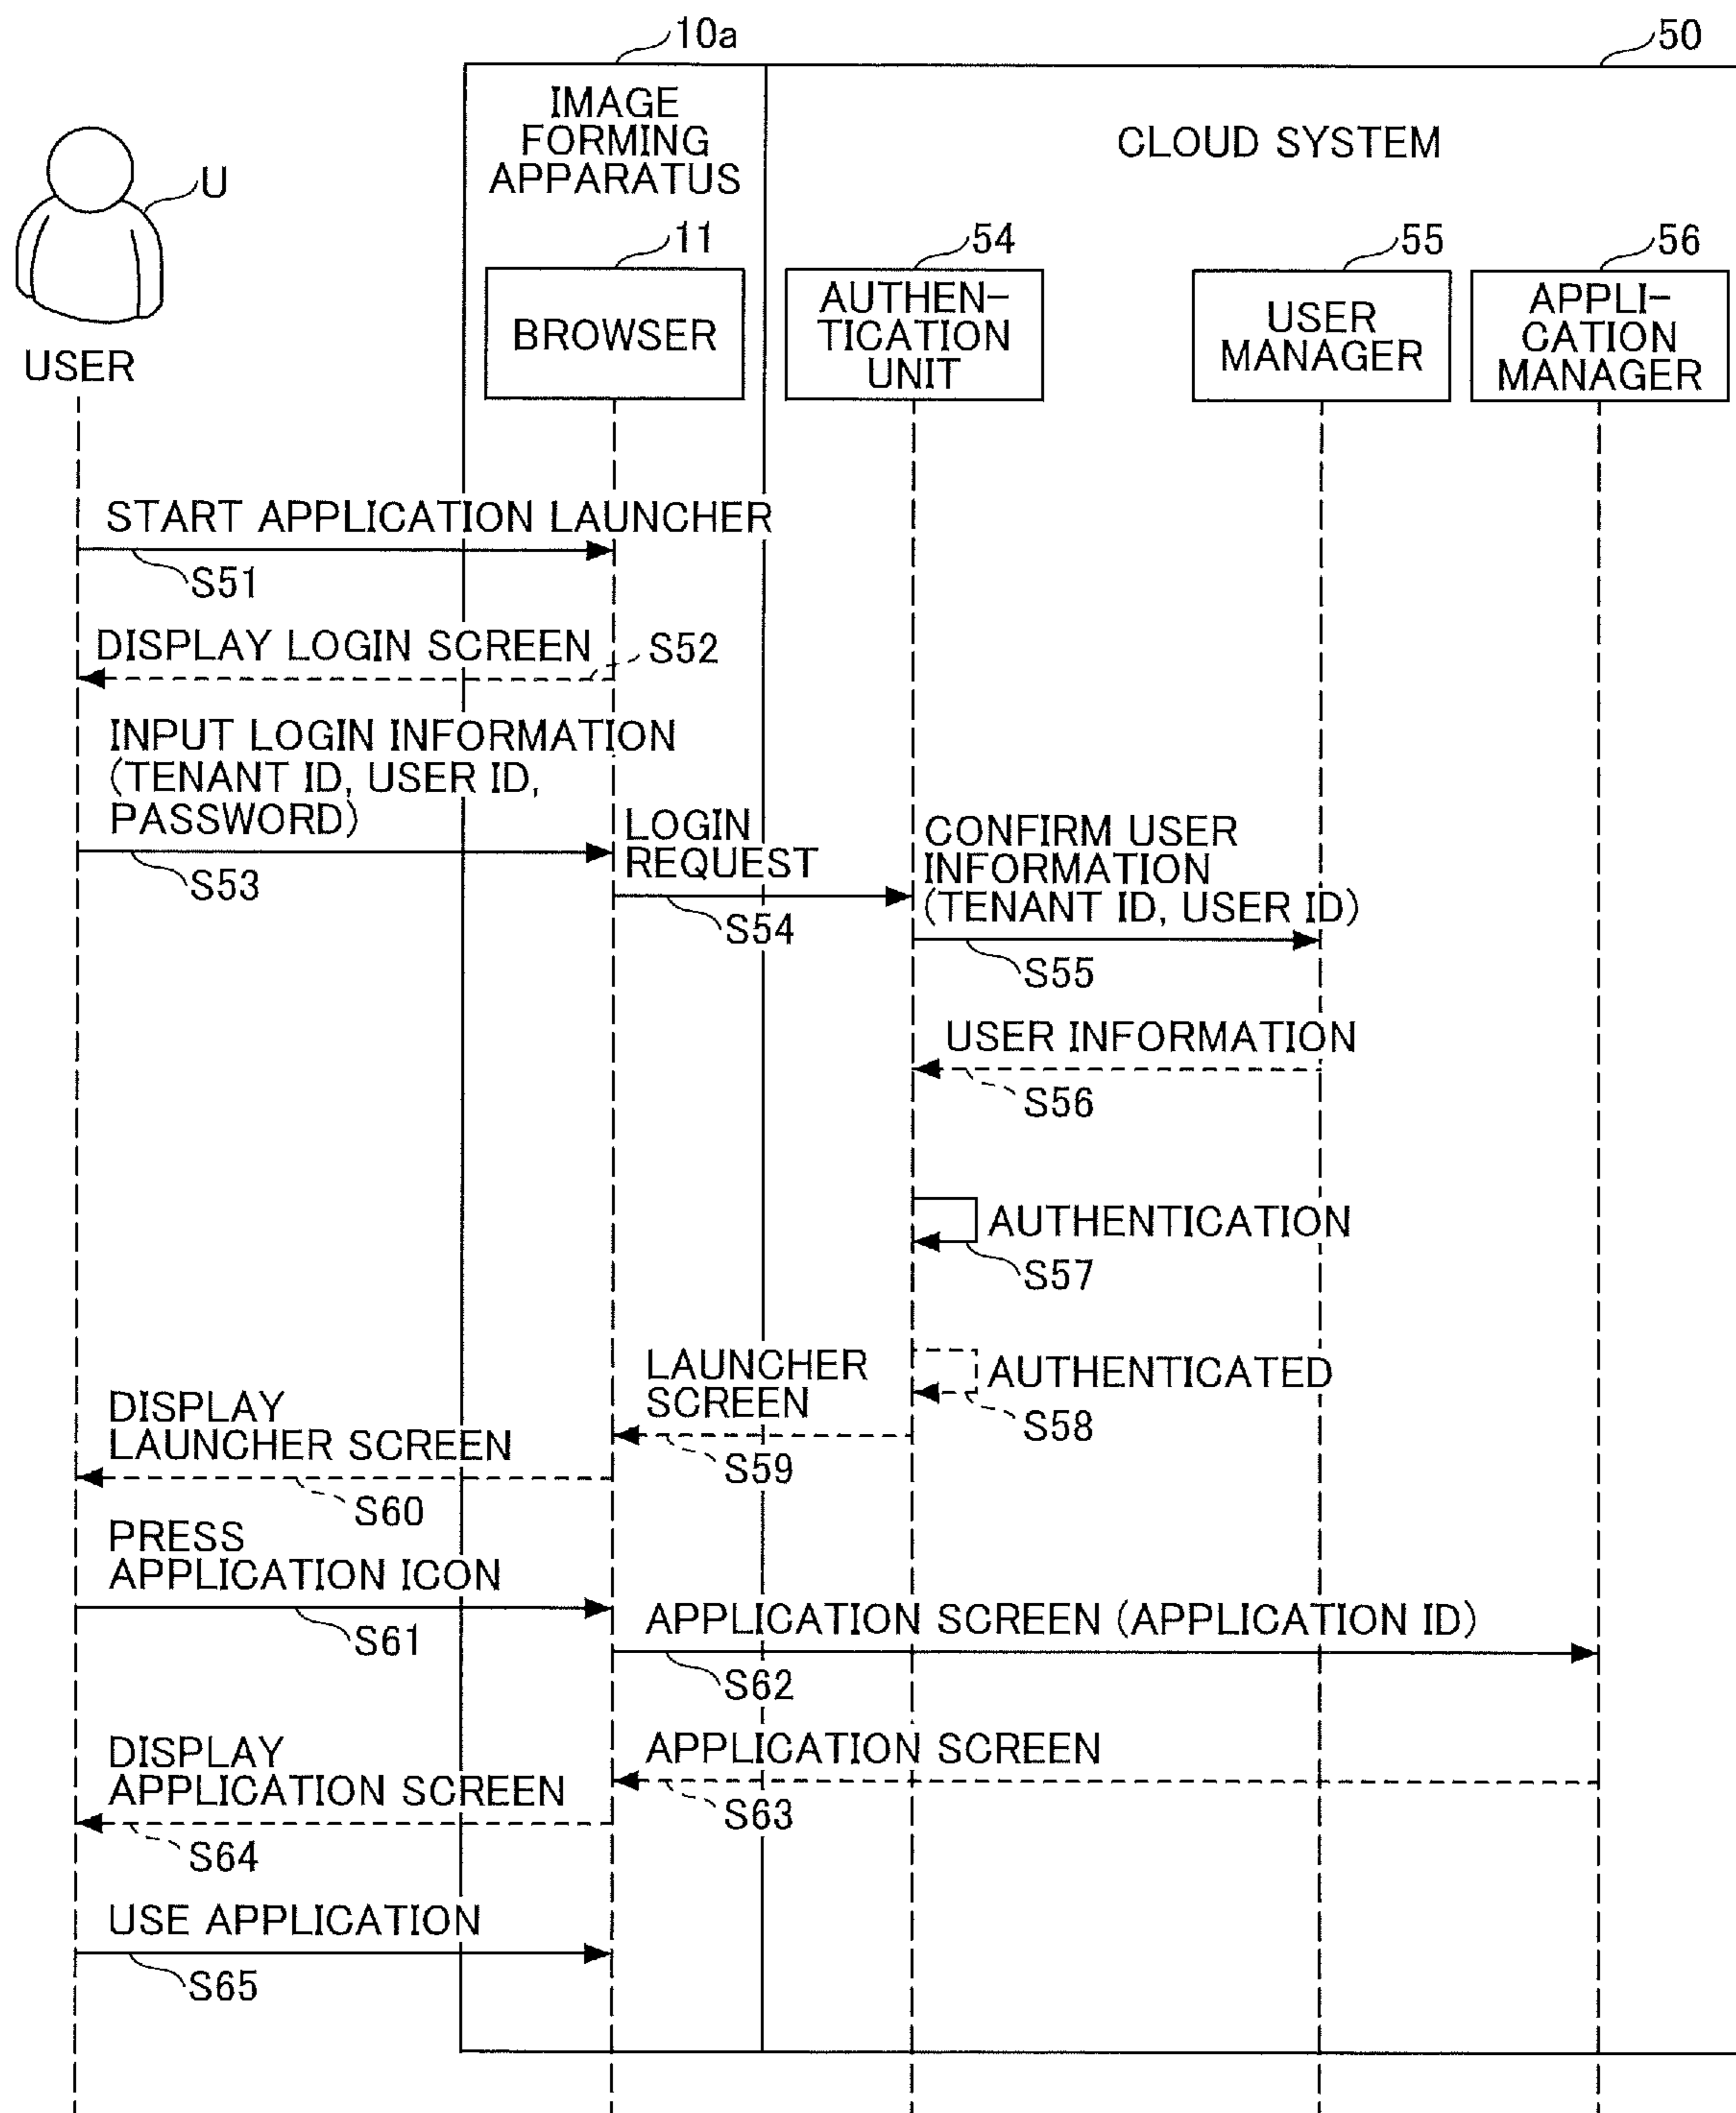 10a
50
IMAGE
FORMING
APPARATUS
CLOUD SYSTEM
U
11
54
55
56
USER
BROWSER
AUTHEN-
TICATION
UNIT
USER
MANAGER
APPLI-
CATION
MANAGER
START APPLICATION LAUNCHER
S51
DISPLAY LOGIN SCREEN
S52
INPUT LOGIN INFORMATION
(TENANT ID, USER ID,
PASSWORD)
S53
LOGIN
REQUEST
S54
CONFIRM USER
INFORMATION
(TENANT ID, USER ID)
S55
USER INFORMATION
S56
AUTHENTICATION
S57
AUTHENTICATED
S58
LAUNCHER
SCREEN
S59
DISPLAY
LAUNCHER SCREEN
S60
PRESS
APPLICATION ICON
S61
APPLICATION SCREEN (APPLICATION ID)
S62
APPLICATION SCREEN
S63
DISPLAY
APPLICATION SCREEN
S64
USE APPLICATION
S65